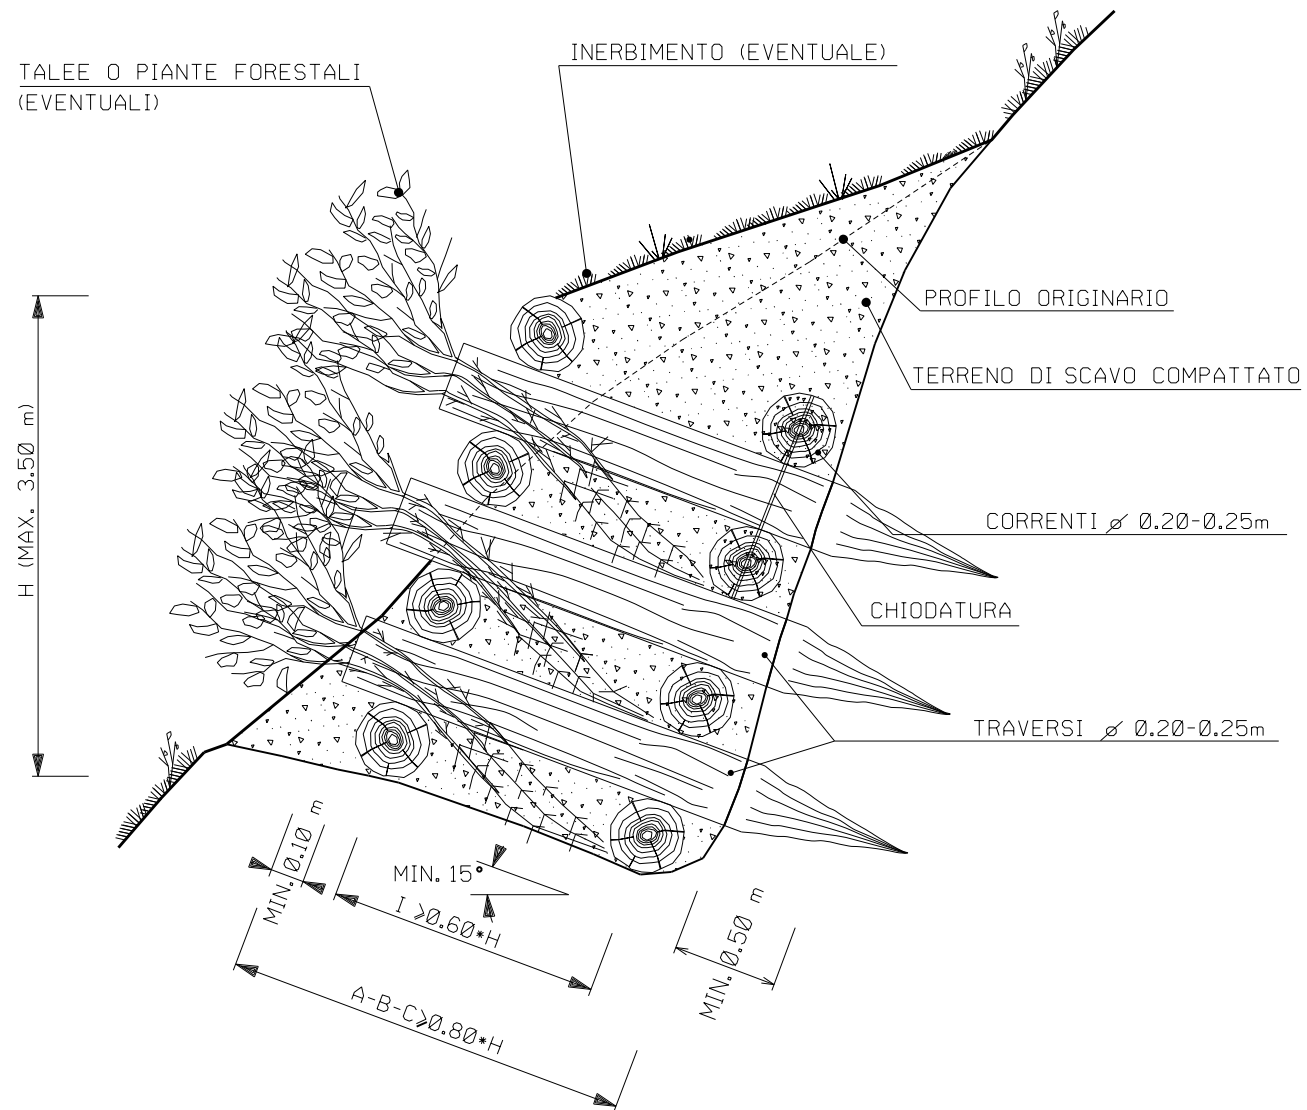 INERBIMENTO (EVENTUALE)
TALEE O PIANTE FORESTALI
(EVENTUALI)
PROFILO ORIGINARIO
TERRENO DI SCAVO COMPATTATO
H (MAX. 3.50 m)
CORRENTI ⌀ 0.20-0.25m
CHIODATURA
TRAVERSI ⌀ 0.20-0.25m
MIN. 0.10 m
MIN. 15°
I ⩾0.60*H
MIN. 0.50 m
A-B-C⩾0.80*H